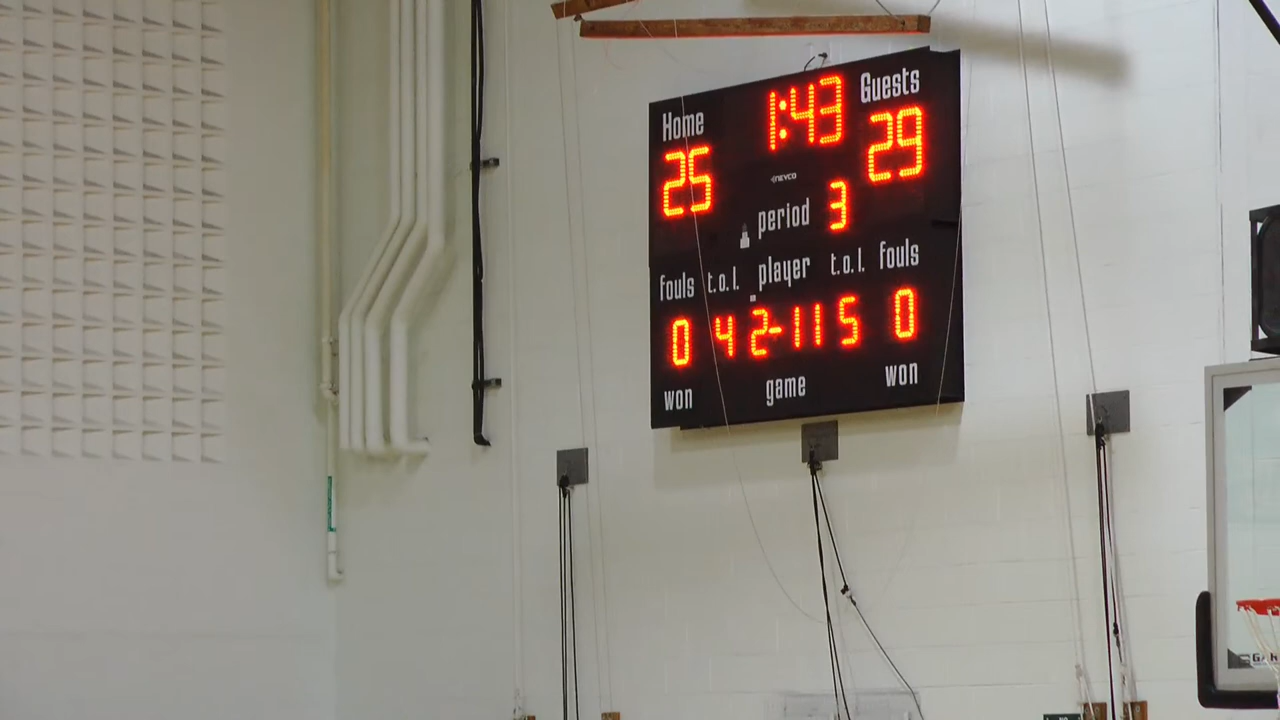 Home 1:43 Guests
25 29
NEVCO
period 3
fouls t.o.l. player t.o.l. fouls
0 4 2-11 5 0
won game won